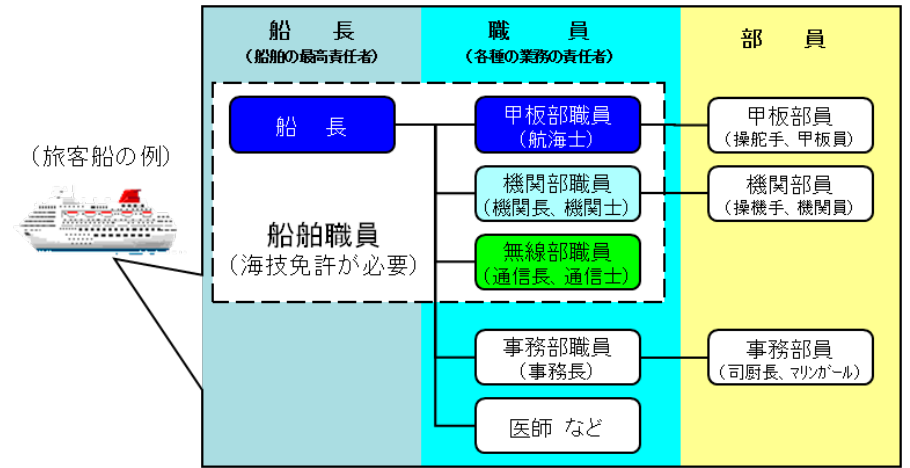 船 長
(船舶の最高責任者)
職 員
(各種の業務の責任者)
部 員
船 長
甲板部職員
(航海士)
甲板部員
(操舵手、甲板員)
(旅客船の例)
機関部職員
(機関長、機関士)
機関部員
(操機手、機関員)
船舶職員
(海技免許が必要)
無線部職員
(通信長、通信士)
事務部職員
(事務長)
事務部員
(司厨長、マリンガール)
医師 など